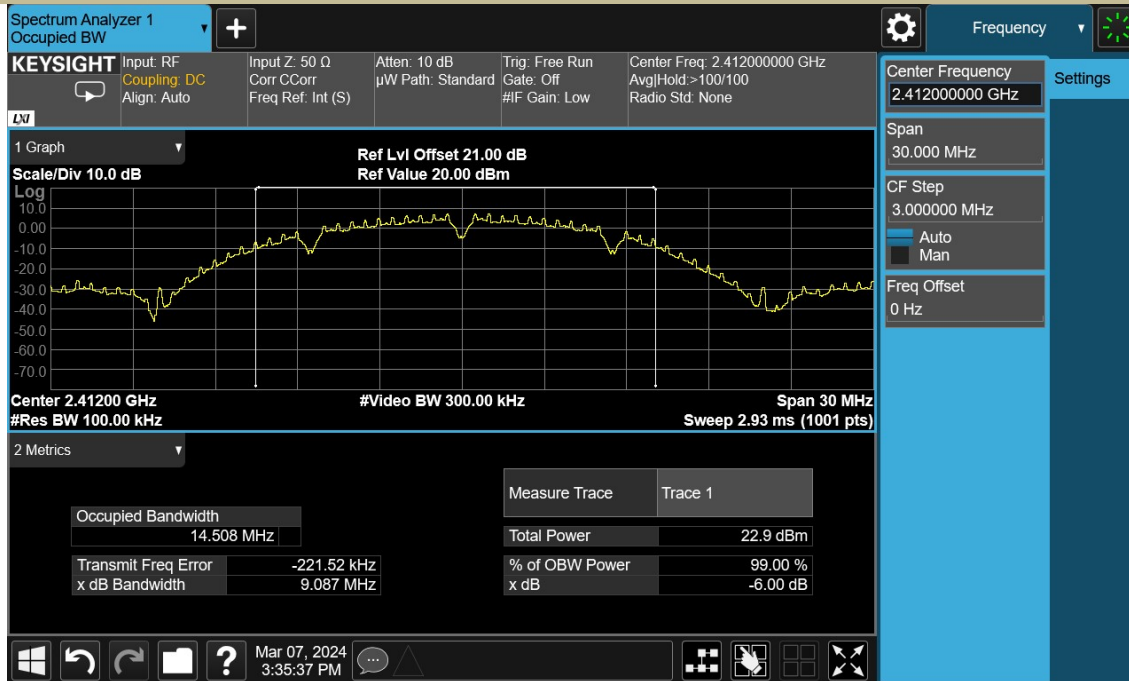 Spectrum Analyzer 1
Occupied BW
+
Frequency
KEYSIGHT
LXI
Input: RF
Coupling: DC
Align: Auto
Input Z: 50 Ω
Corr CCorr
Freq Ref: Int (S)
Atten: 10 dB
µW Path: Standard
Trig: Free Run
Gate: Off
#IF Gain: Low
Center Freq: 2.412000000 GHz
Avg|Hold:>100/100
Radio Std: None
Center Frequency
2.412000000 GHz
Settings
Span
30.000 MHz
CF Step
3.000000 MHz
Auto
Man
Freq Offset
0 Hz
1 Graph
Scale/Div 10.0 dB
Ref Lvl Offset 21.00 dB
Ref Value 20.00 dBm
Log
10.0
0.00
-10.0
-20.0
-30.0
-40.0
-50.0
-60.0
-70.0
Center 2.41200 GHz
#Video BW 300.00 kHz
Span 30 MHz
#Res BW 100.00 kHz
Sweep 2.93 ms (1001 pts)
2 Metrics
Measure Trace Trace 1
Occupied Bandwidth
14.508 MHz
Total Power 22.9 dBm
Transmit Freq Error -221.52 kHz
% of OBW Power 99.00 %
x dB Bandwidth 9.087 MHz
x dB -6.00 dB
?
Mar 07, 2024
3:35:37 PM